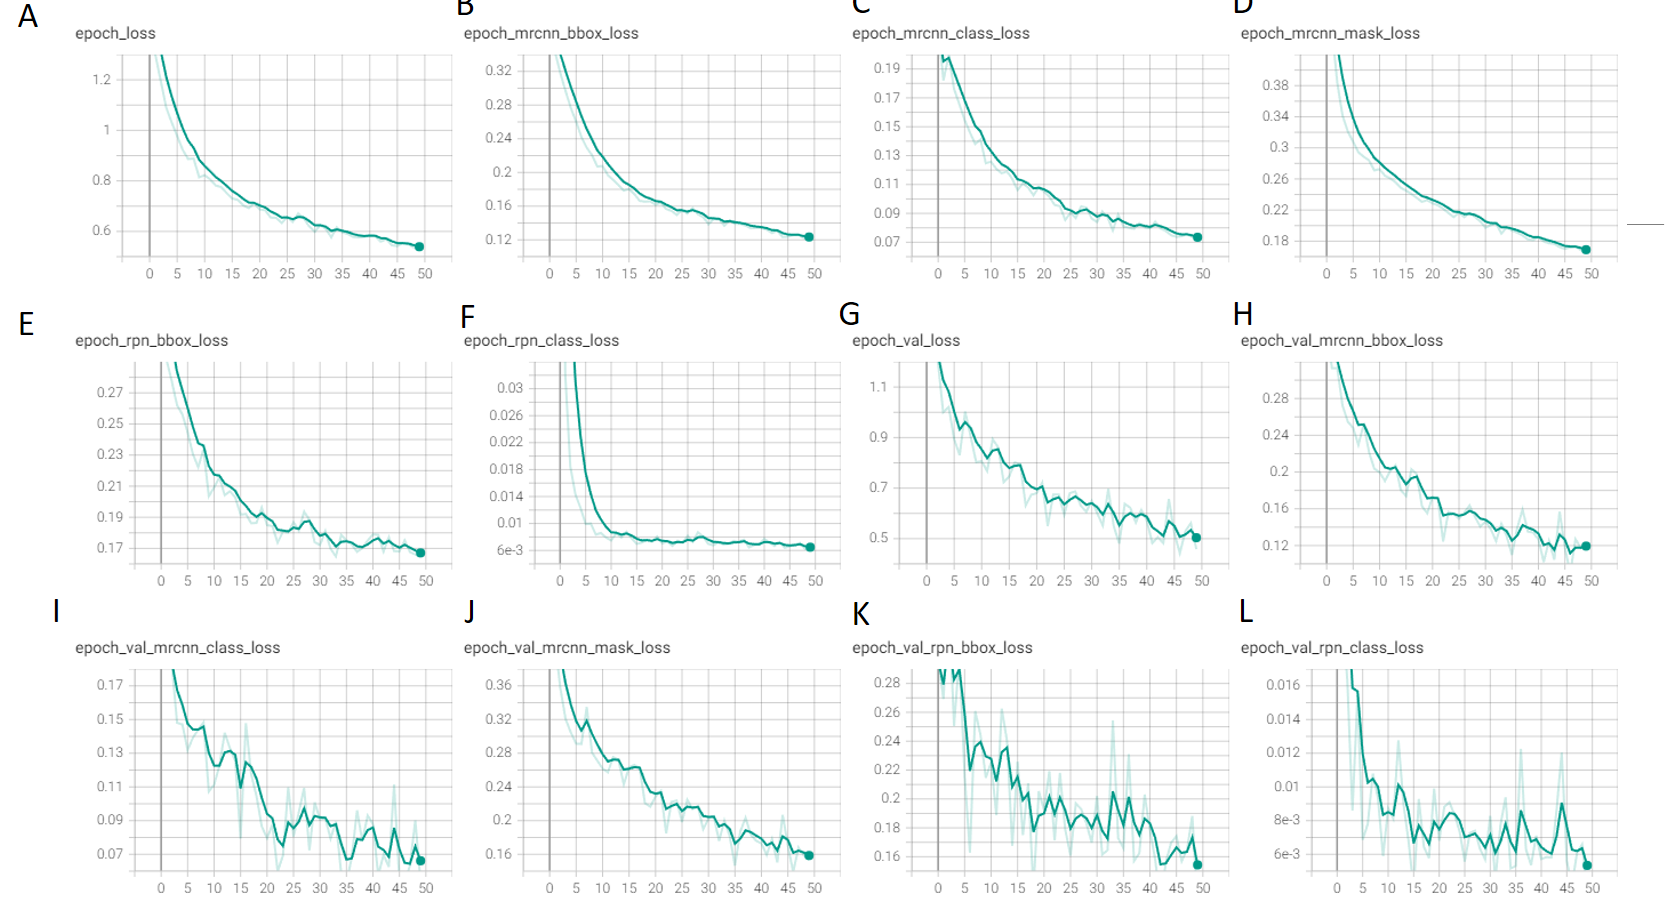 A
B
C
D
epoch_loss
epoch_mrcnn_bbox_loss
epoch_mrcnn_class_loss
epoch_mrcnn_mask_loss
1.2
1
0.8
0.6
0 5 10 15 20 25 30 35 40 45 50
0.32
0.28
0.24
0.2
0.16
0.12
0 5 10 15 20 25 30 35 40 45 50
0.19
0.17
0.15
0.13
0.11
0.09
0.07
0 5 10 15 20 25 30 35 40 45 50
0.38
0.34
0.3
0.26
0.22
0.18
0 5 10 15 20 25 30 35 40 45 50
E
F
G
H
epoch_rpn_bbox_loss
epoch_rpn_class_loss
epoch_val_loss
epoch_val_mrcnn_bbox_loss
0.27
0.25
0.23
0.21
0.19
0.17
0 5 10 15 20 25 30 35 40 45 50
0.03
0.026
0.022
0.018
0.014
0.01
6e-3
0 5 10 15 20 25 30 35 40 45 50
1.1
0.9
0.7
0.5
0 5 10 15 20 25 30 35 40 45 50
0.28
0.24
0.2
0.16
0.12
0 5 10 15 20 25 30 35 40 45 50
I
J
K
L
epoch_val_mrcnn_class_loss
epoch_val_mrcnn_mask_loss
epoch_val_rpn_bbox_loss
epoch_val_rpn_class_loss
0.17
0.15
0.13
0.11
0.09
0.07
0 5 10 15 20 25 30 35 40 45 50
0.36
0.32
0.28
0.24
0.2
0.16
0 5 10 15 20 25 30 35 40 45 50
0.28
0.26
0.24
0.22
0.2
0.18
0.16
0 5 10 15 20 25 30 35 40 45 50
0.016
0.014
0.012
0.01
8e-3
6e-3
0 5 10 15 20 25 30 35 40 45 50